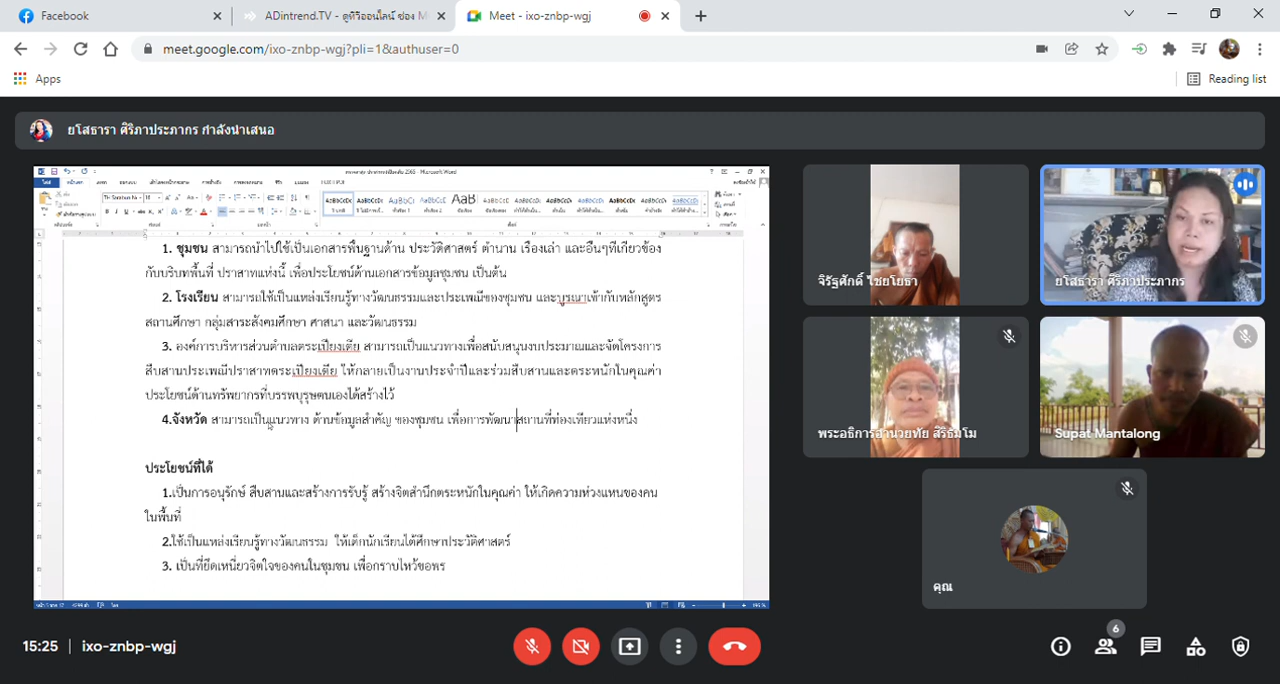 Facebook
ADintrend.TV - ดูทีวีออนไลน์ ช่อง M
Meet - ixo-znbp-wgj
meet.google.com/ixo-znbp-wgj?pli=1&authuser=0
Apps
Reading list
ยโสธารา ศิริภาประภากร กำลังนำเสนอ
1. ชุมชน สามารถนำไปใช้เป็นเอกสารพื้นฐานด้าน ประวัติศาสตร์ ตำนาน เรื่องเล่า และอื่นๆที่เกี่ยวข้อง
กับบริบทพื้นที่ ปราสาทแห่งนี้ เพื่อประโยชน์ด้านเอกสารข้อมูลชุมชน เป็นต้น
2. โรงเรียน สามารถใช้เป็นแหล่งเรียนรู้ทางวัฒนธรรมและประเพณีของชุมชน และบูรณาเข้ากับหลักสูตร
สถานศึกษา กลุ่มสาระสังคมศึกษา ศาสนา และวัฒนธรรม
3. องค์การบริหารส่วนตำบลตระเปียงเตีย สามารถเป็นแนวทางเพื่อสนับสนุนงบประมาณและจัดโครงการ
สืบสานประเพณีปราสาทตระเปียงเตีย ให้กลายเป็นงานประจำปีและร่วมสืบสานและตระหนักในคุณค่า
ประโยชน์ด้านทรัพยากรที่บรรพบุรุษตนเองได้สร้างไว้
4.จังหวัด สามารถเป็นแนวทาง ด้านข้อมูลสำคัญ ของชุมชน เพื่อการพัฒนาสถานที่ท่องเทียวแห่งหนึ่ง
ประโยชน์ที่ได้
1.เป็นการอนุรักษ์ สืบสานและสร้างการรับรู้ สร้างจิตสำนึกตระหนักในคุณค่า ให้เกิดความห่วงแหนของคน
ในพื้นที่
2.ใช้เป็นแหล่งเรียนรู้ทางวัฒนธรรม ให้เด็กนักเรียนได้ศึกษาประวัติศาสตร์
3. เป็นที่ยึดเหนี่ยวจิตใจของคนในชุมชน เพื่อกราบไหว้ขอพร
จิรัฐศักดิ์ ไชยโยธา
ยโสธารา ศิริภาประภากร
พระอธิการฮานวยทัย สิริธัมโม
Supat Mantalong
คุณ
15:25 | ixo-znbp-wgj
6